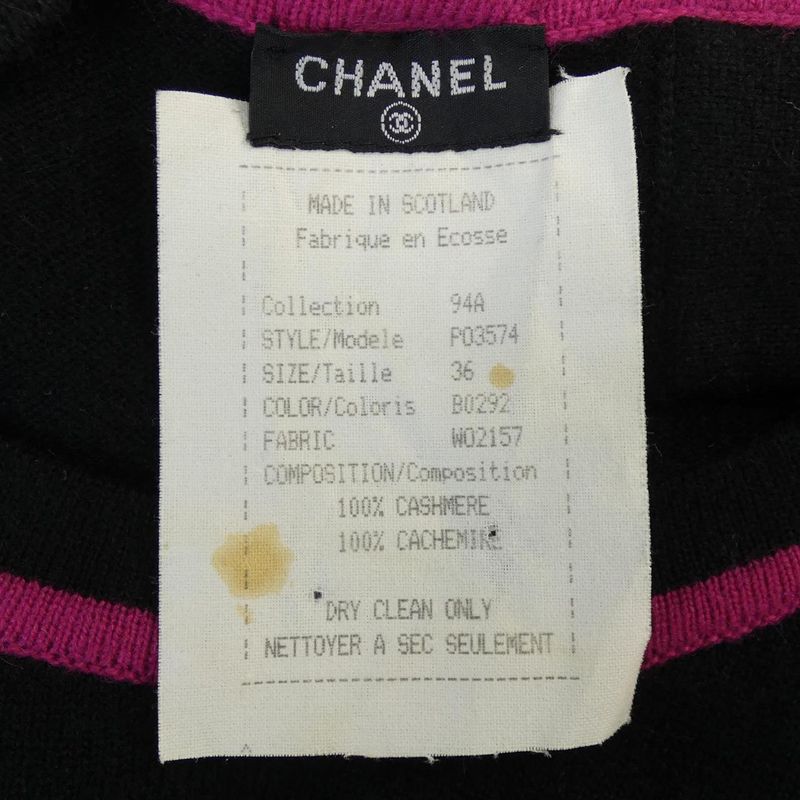 CHANEL
MADE IN SCOTLAND
Fabrique en Ecosse
Collection 94A
STYLE/Modele P03574
SIZE/Taille 36
COLOR/Coloris B0292
FABRIC W02157
COMPOSITION/Composition
100% CASHMERE
100% CACHEMIRE
DRY CLEAN ONLY
NETTOYER A SEC SEULEMENT